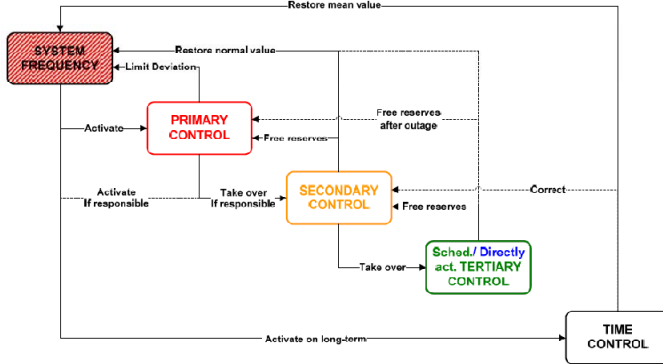 Restore mean value
SYSTEM
FREQUENCY
Restore normal value
Limit Deviation
PRIMARY
CONTROL
Free reserves
after outage
Activate
Free reserves
Activate
If responsible
Take over
If responsible
SECONDARY
CONTROL
Correct
Free reserves
Sched./ Directly
act. TERTIARY
CONTROL
Take over
TIME
CONTROL
Activate on long-term